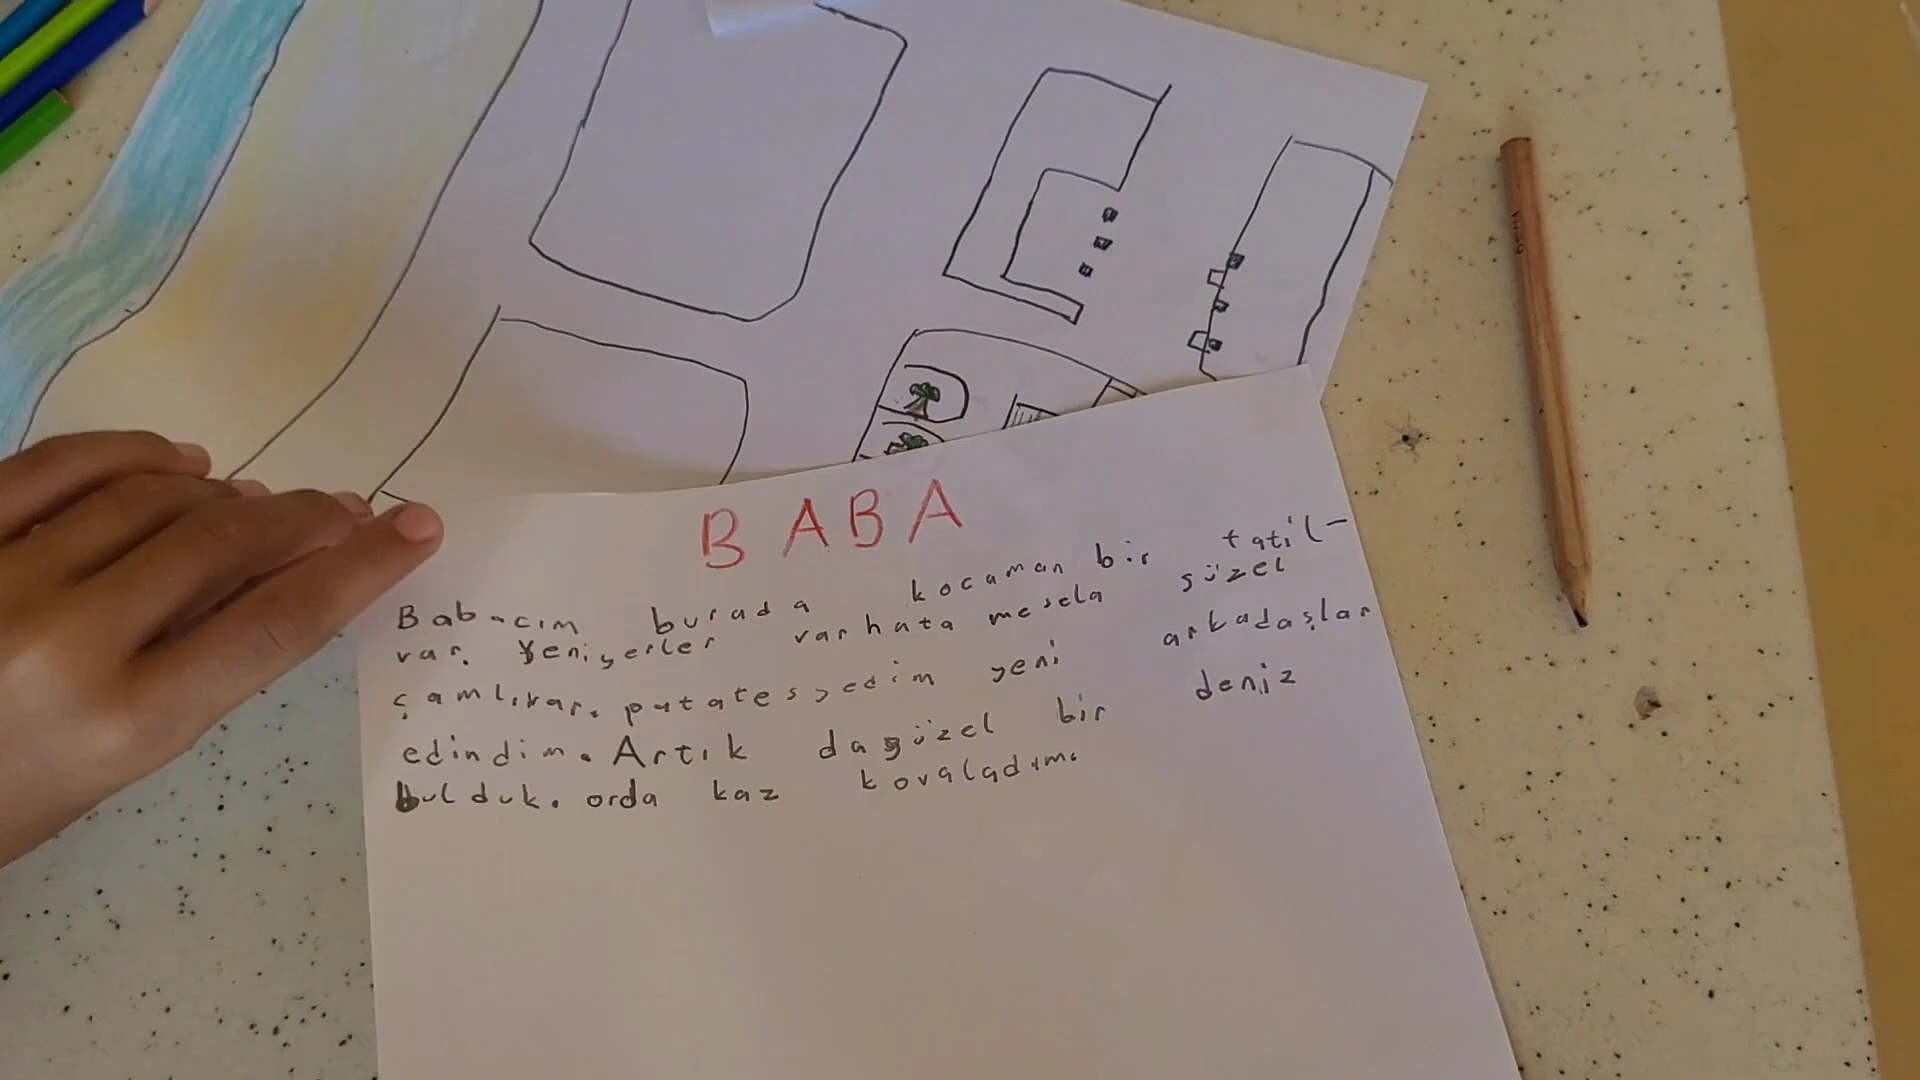 BABA
Babacım burada kocaman bir tatil-
var. Yeniyerler varhata mesela güzel
çamlıkar. patatesyedim yeni arkadaşlar
edindim. Artık dagüzel bir deniz
bulduk. orda kaz kovaladım.